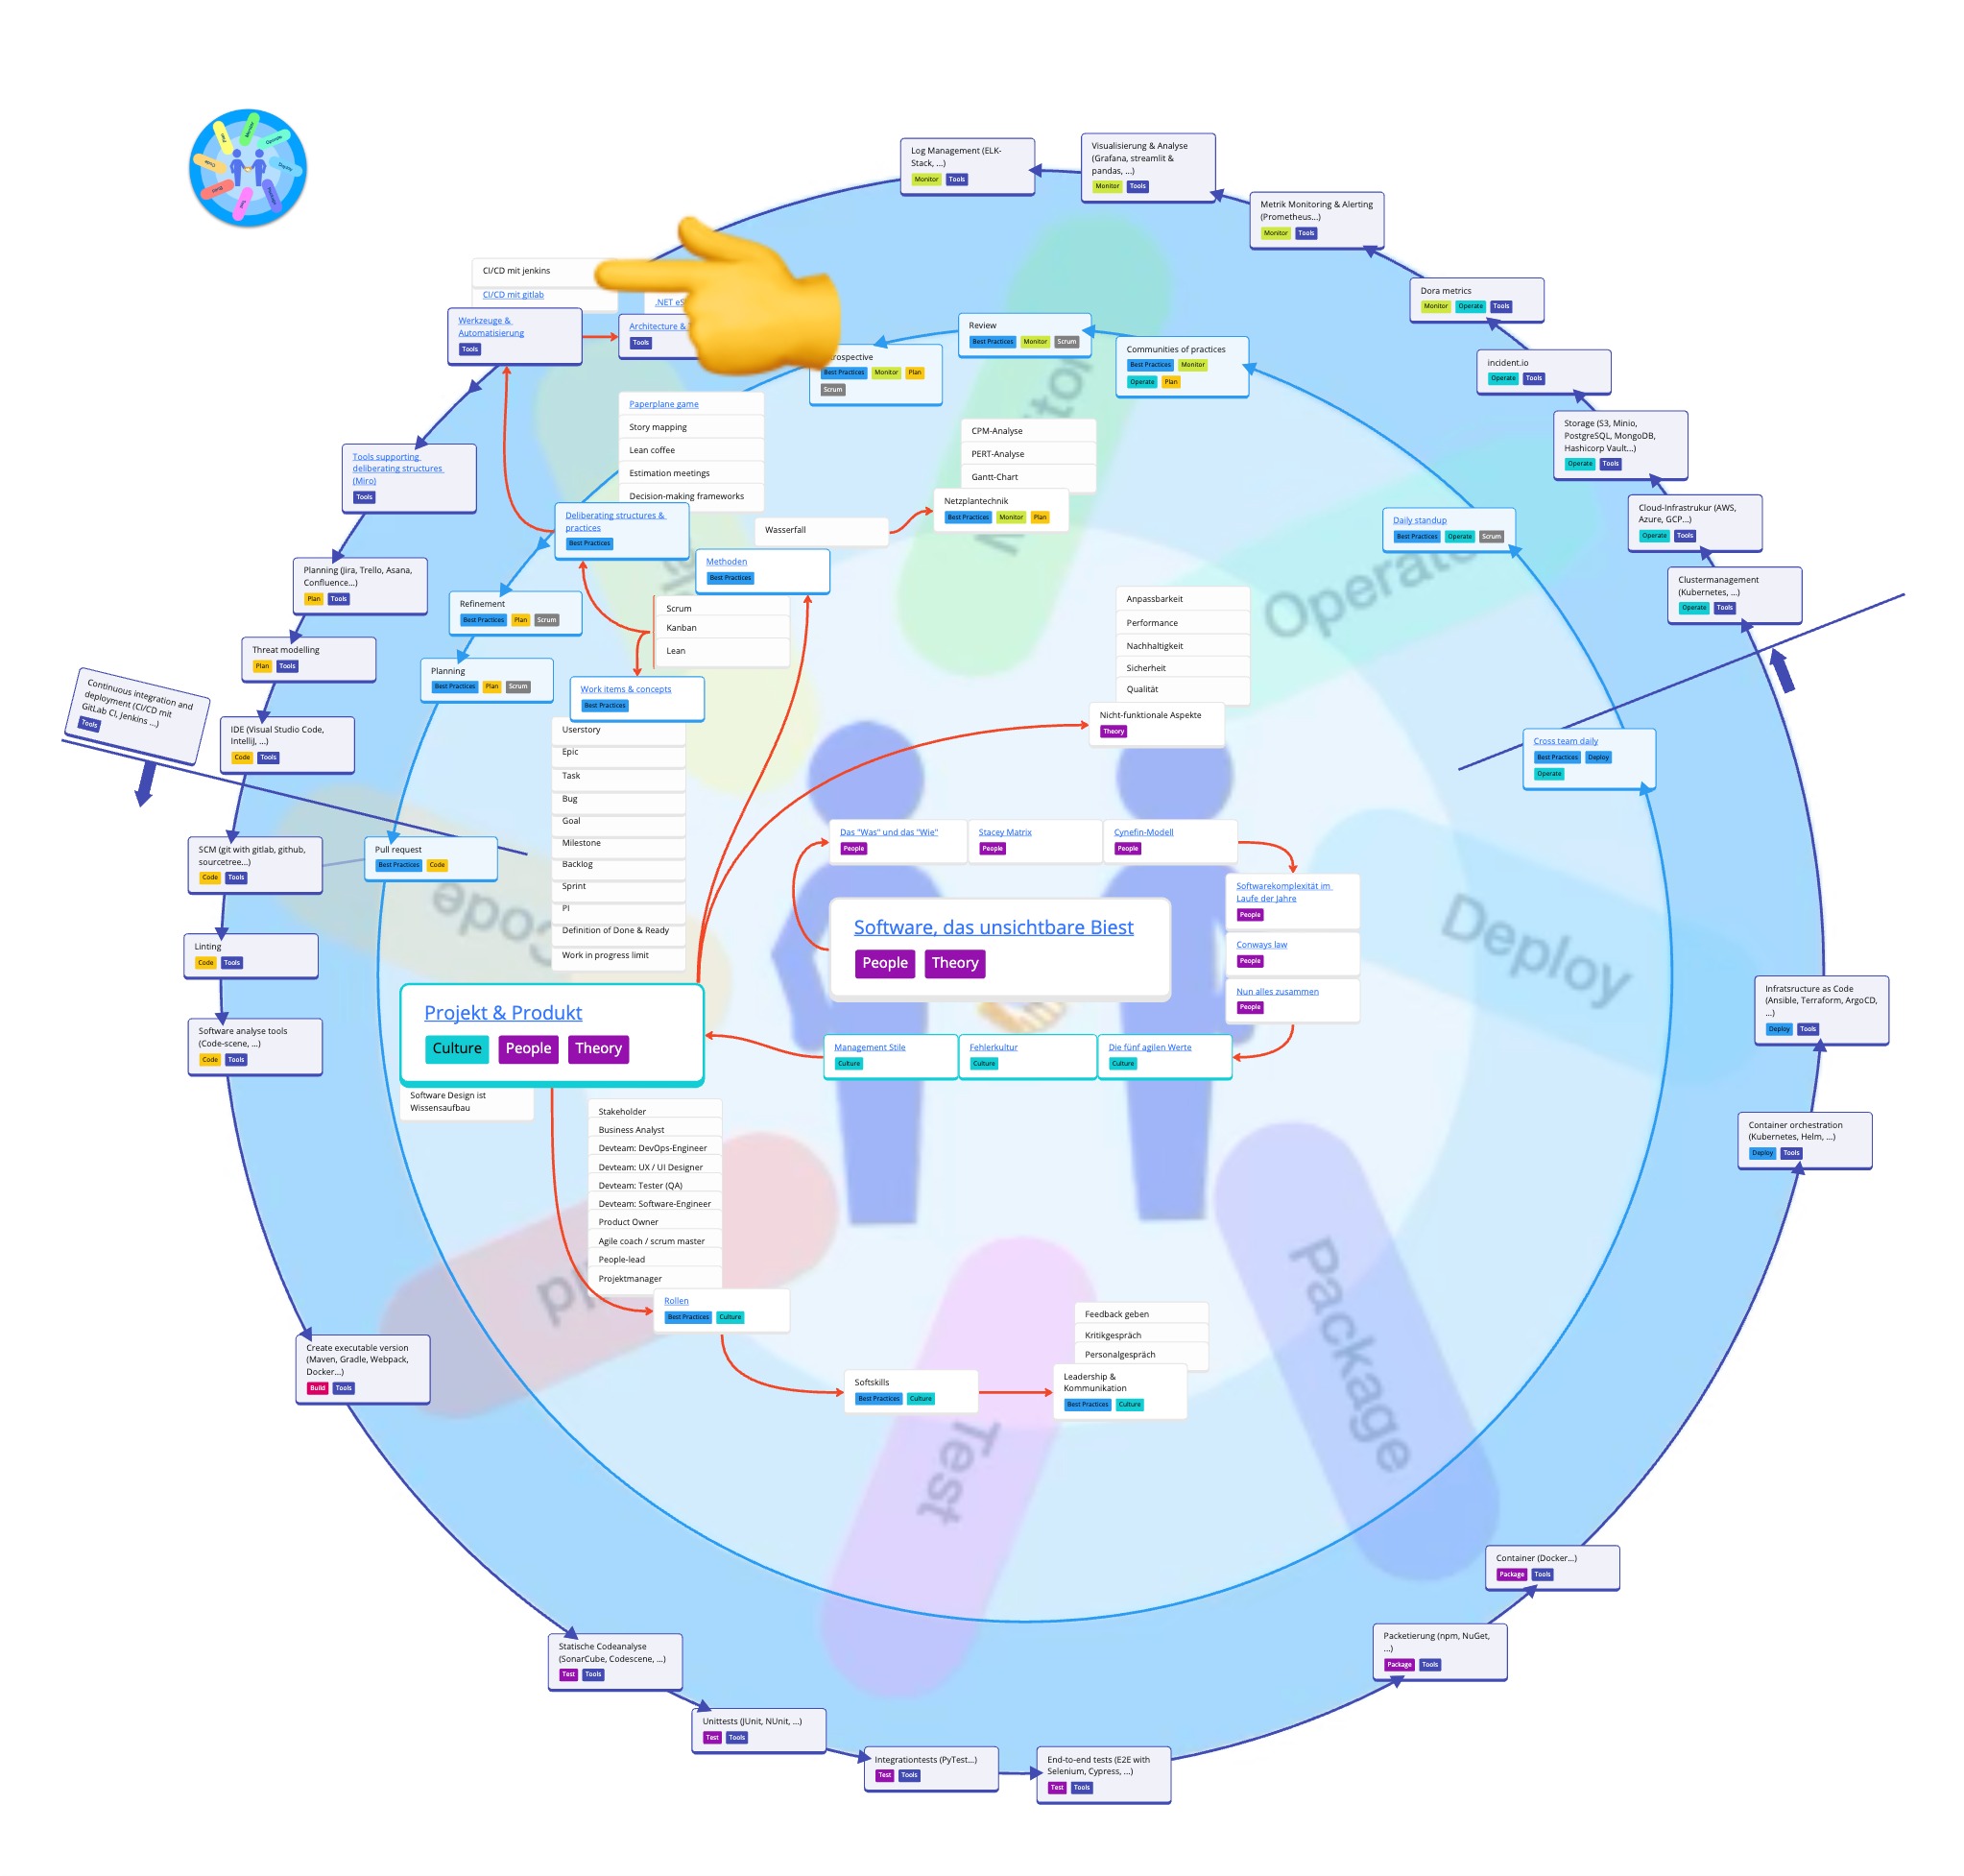 Log Management (ELK-
Stack, ...)
Monitor Tools
Visualisierung & Analyse
(Grafana, streamlit &
pandas, ...)
Monitor Tools
Metrik Monitoring & Alerting
(Prometheus...)
Monitor Tools
Dora metrics
Monitor Operate Tools
incident.io
Operate Tools
Storage (S3, Minio,
PostgreSQL, MongoDB,
Hashicorp Vault...)
Operate Tools
Cloud-Infrastrukur (AWS,
Azure, GCP...)
Operate Tools
Clustermanagement
(Kubernetes, ...)
Operate Tools
CI/CD mit jenkins
CI/CD mit gitlab
Werkzeuge &
Automatisierung
Tools
.NET
Architecture &
Tools
Review
Best Practices Monitor Scrum
Communities of practices
Best Practices Monitor
Operate Plan
Best Practices Monitor Plan
Scrum
Paperplane game
Story mapping
Lean coffee
Estimation meetings
Decision-making frameworks
Deliberating structures &
practices
Best Practices
CPM-Analyse
PERT-Analyse
Gantt-Chart
Netzplantechnik
Best Practices Monitor Plan
Wasserfall
Methoden
Best Practices
Daily standup
Best Practices Operate Scrum
Operate
Tools supporting
deliberating structures
(Miro)
Tools
Planning (Jira, Trello, Asana,
Confluence...)
Plan Tools
Threat modelling
Plan Tools
Continuous integration and
deployment (CI/CD mit
GitLab CI, Jenkins ...)
Tools
IDE (Visual Studio Code,
IntelliJ, ...)
Code Tools
Refinement
Best Practices Plan Scrum
Planning
Best Practices Plan Scrum
Scrum
Kanban
Lean
Work items & concepts
Best Practices
Userstory
Epic
Task
Bug
Goal
Milestone
Backlog
Sprint
PI
Definition of Done & Ready
Work in progress limit
Anpassbarkeit
Performance
Nachhaltigkeit
Sicherheit
Qualität
Nicht-funktionale Aspekte
Theory
Cross team daily
Best Practices Deploy
Operate
SCM (git with gitlab, github,
sourcetree...)
Code Tools
Pull request
Best Practices Code
Code
Linting
Code Tools
Software analyse tools
(Code-scene, ...)
Code Tools
Das "Was" und das "Wie"
People
Stacey Matrix
People
Cynefin-Modell
People
Softwarekomplexität im
Laufe der Jahre
People
Conways law
People
Nun alles zusammen
People
Software, das unsichtbare Biest
People Theory
Projekt & Produkt
Culture People Theory
Software Design ist
Wissensaufbau
Management Stile
Culture
Fehlerkultur
Culture
Die fünf agilen Werte
Culture
Deploy
Infratsructure as Code
(Ansible, Terraform, ArgoCD,
...)
Deploy Tools
Container orchestration
(Kubernetes, Helm, ...)
Deploy Tools
Stakeholder
Business Analyst
Devteam: DevOps-Engineer
Devteam: UX / UI Designer
Devteam: Tester (QA)
Devteam: Software-Engineer
Product Owner
Agile coach / scrum master
People-lead
Projektmanager
Rollen
Best Practices Culture
Softskills
Best Practices Culture
Feedback geben
Kritikgespräch
Personalgespräch
Leadership &
Kommunikation
Best Practices Culture
Package
Test
Create executable version
(Maven, Gradle, Webpack,
Docker...)
Build Tools
Statische Codeanalyse
(SonarCube, Codescene, ...)
Test Tools
Unittests (JUnit, NUnit, ...)
Test Tools
Integrationtests (PyTest...)
Test Tools
End-to-end tests (E2E with
Selenium, Cypress, ...)
Test Tools
Packetierung (npm, NuGet,
...)
Package Tools
Container (Docker...)
Package Tools